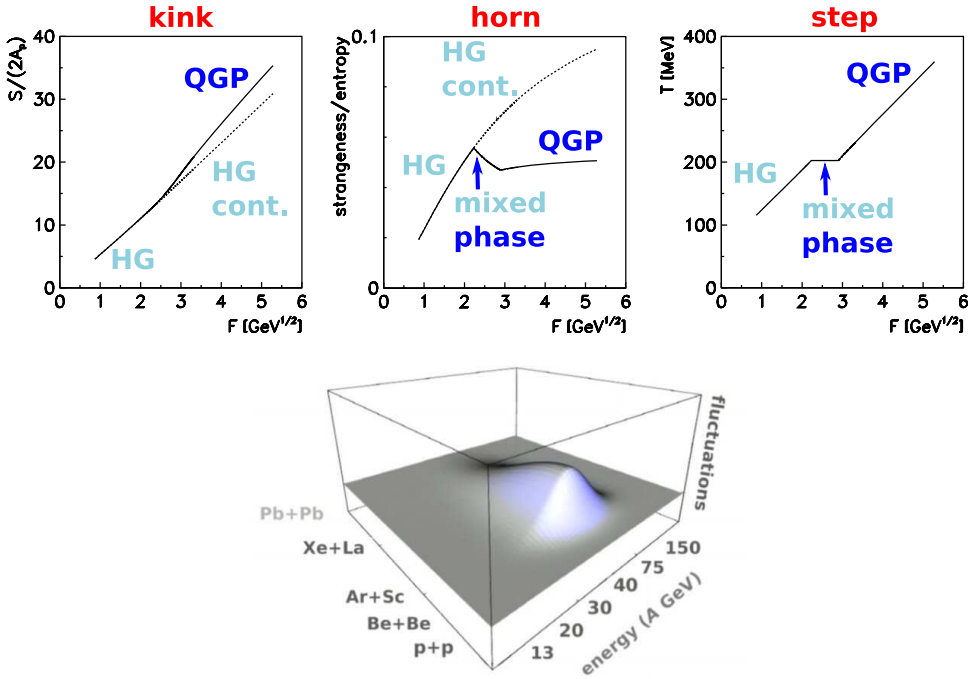 kink
S/(2Aₚ)
40
30
20
10
0
QGP
HG
cont.
HG
0 1 2 3 4 5 6
F [GeV^1/2]
horn
strangeness/entropy
0.1
0
HG
cont.
HG
QGP
mixed
phase
0 1 2 3 4 5 6
F [GeV^1/2]
step
T [MeV]
400
300
200
100
0
QGP
HG
mixed
phase
0 1 2 3 4 5 6
F [GeV^1/2]
fluctuations
Pb+Pb
Xe+La
Ar+Sc
Be+Be
p+p
13
20
30
40
75
150
energy (A GeV)